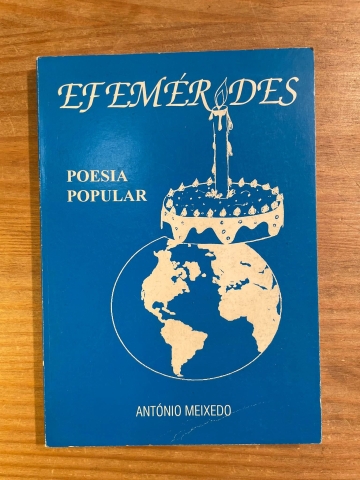 EFEMÉRIDES
POESIA
POPULAR
ANTÓNIO MEIXEDO